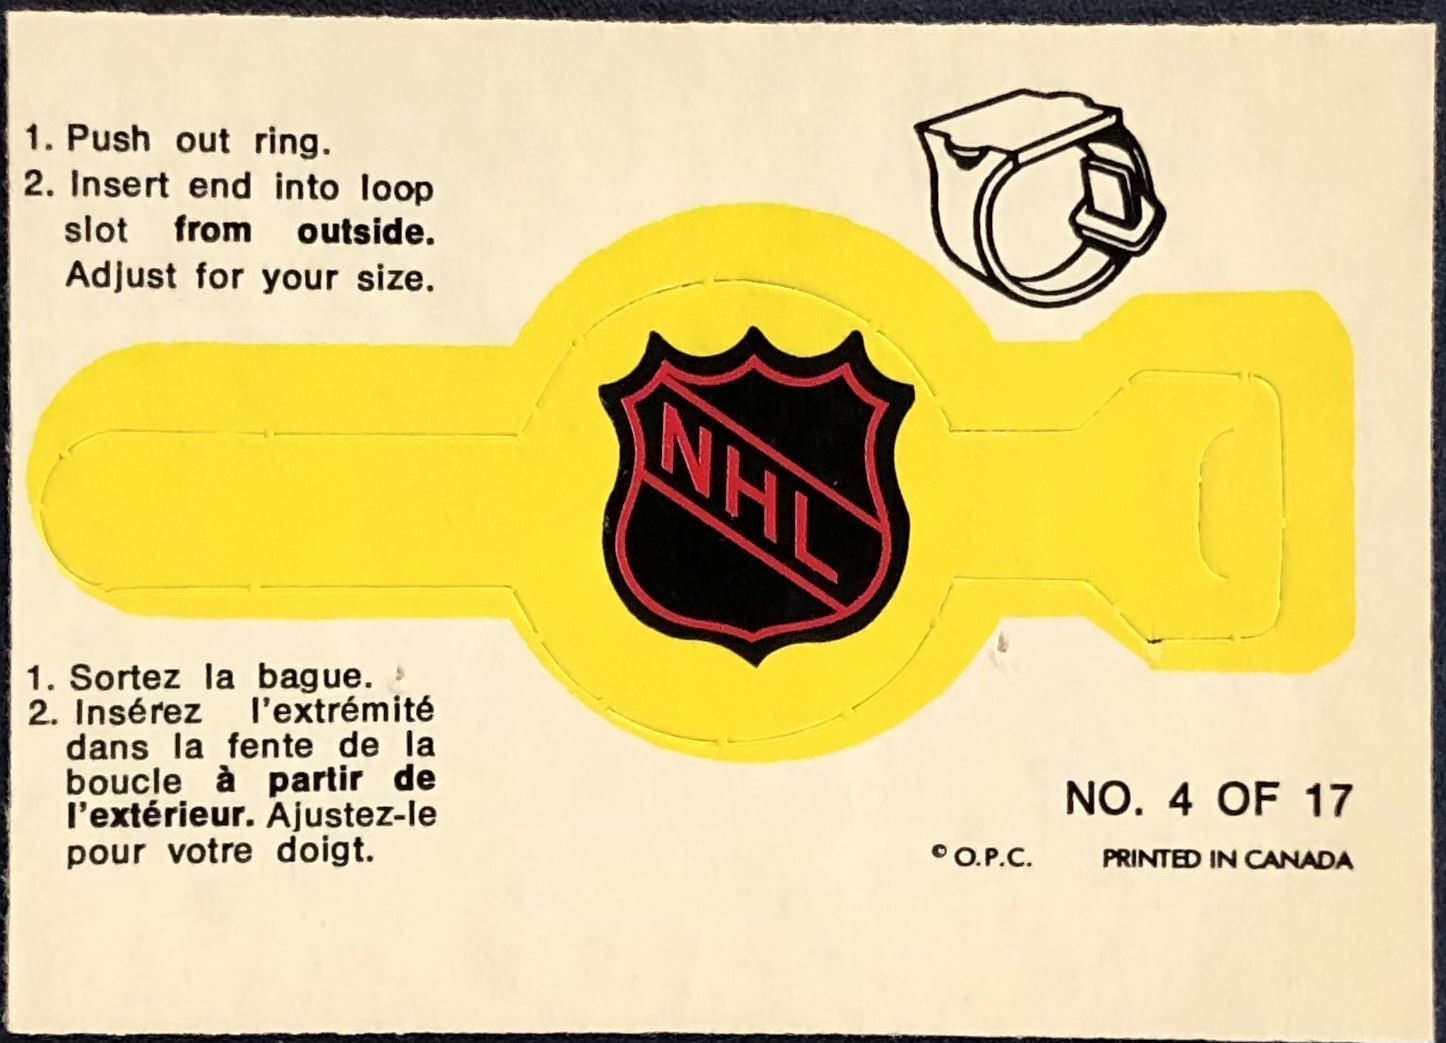 1. Push out ring.
2. Insert end into loop
slot from outside.
Adjust for your size.
NHL
1. Sortez la bague.
2. Insérez l'extrémité
dans la fente de la
boucle à partir de
l'extérieur. Ajustez-le
pour votre doigt.
NO. 4 OF 17
© O.P.C. PRINTED IN CANADA